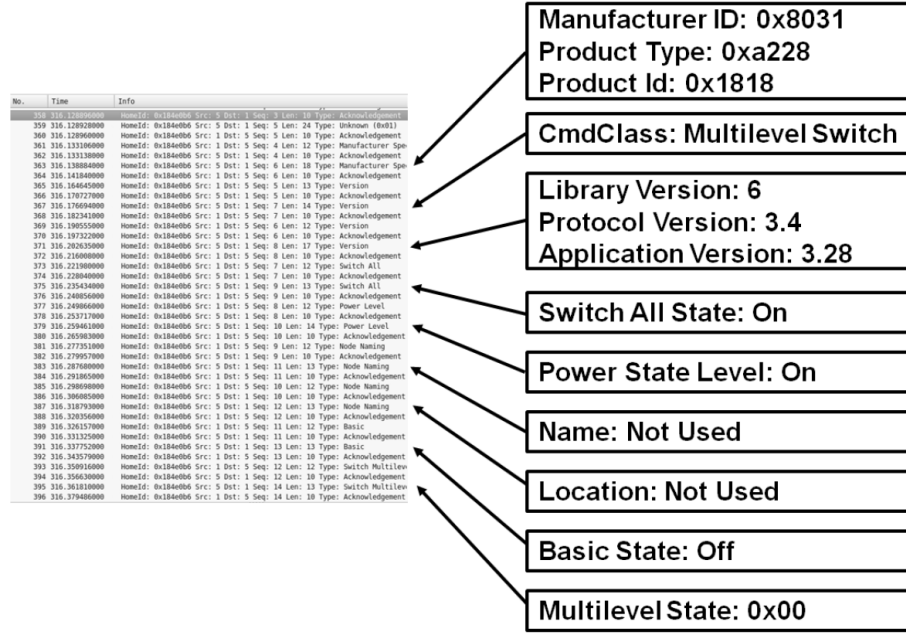 No. Time Info
358 316.128896000 HomeId: 0x184e0b6 Src: 5 Dst: 1 Seq: 3 Len: 10 Type: Acknowledgement
359 316.128928000 HomeId: 0x184e0b6 Src: 5 Dst: 1 Seq: 5 Len: 24 Type: Unknown (0x01)
360 316.128960000 HomeId: 0x184e0b6 Src: 1 Dst: 5 Seq: 5 Len: 10 Type: Acknowledgement
361 316.133106000 HomeId: 0x184e0b6 Src: 1 Dst: 5 Seq: 4 Len: 12 Type: Manufacturer Spe
362 316.133138000 HomeId: 0x184e0b6 Src: 5 Dst: 1 Seq: 4 Len: 10 Type: Acknowledgement
363 316.138884000 HomeId: 0x184e0b6 Src: 5 Dst: 1 Seq: 6 Len: 18 Type: Manufacturer Spe
364 316.141840000 HomeId: 0x184e0b6 Src: 1 Dst: 5 Seq: 6 Len: 10 Type: Acknowledgement
365 316.164645000 HomeId: 0x184e0b6 Src: 1 Dst: 5 Seq: 5 Len: 13 Type: Version
366 316.170727000 HomeId: 0x184e0b6 Src: 5 Dst: 1 Seq: 5 Len: 10 Type: Acknowledgement
367 316.176694000 HomeId: 0x184e0b6 Src: 5 Dst: 1 Seq: 7 Len: 14 Type: Version
368 316.182341000 HomeId: 0x184e0b6 Src: 1 Dst: 5 Seq: 7 Len: 10 Type: Acknowledgement
369 316.190555000 HomeId: 0x184e0b6 Src: 1 Dst: 5 Seq: 6 Len: 12 Type: Version
370 316.197322000 HomeId: 0x184e0b6 Src: 5 Dst: 1 Seq: 6 Len: 10 Type: Acknowledgement
371 316.202635000 HomeId: 0x184e0b6 Src: 5 Dst: 1 Seq: 8 Len: 17 Type: Version
372 316.216008000 HomeId: 0x184e0b6 Src: 1 Dst: 5 Seq: 8 Len: 10 Type: Acknowledgement
373 316.221980000 HomeId: 0x184e0b6 Src: 1 Dst: 5 Seq: 7 Len: 12 Type: Switch All
374 316.228040000 HomeId: 0x184e0b6 Src: 5 Dst: 1 Seq: 7 Len: 10 Type: Acknowledgement
375 316.235434000 HomeId: 0x184e0b6 Src: 5 Dst: 1 Seq: 9 Len: 13 Type: Switch All
376 316.240856000 HomeId: 0x184e0b6 Src: 1 Dst: 5 Seq: 9 Len: 10 Type: Acknowledgement
377 316.249866000 HomeId: 0x184e0b6 Src: 1 Dst: 5 Seq: 8 Len: 12 Type: Power Level
378 316.253717000 HomeId: 0x184e0b6 Src: 5 Dst: 1 Seq: 8 Len: 10 Type: Acknowledgement
379 316.259461000 HomeId: 0x184e0b6 Src: 5 Dst: 1 Seq: 10 Len: 14 Type: Power Level
380 316.265983000 HomeId: 0x184e0b6 Src: 1 Dst: 5 Seq: 10 Len: 10 Type: Acknowledgement
381 316.277351000 HomeId: 0x184e0b6 Src: 1 Dst: 5 Seq: 9 Len: 12 Type: Node Naming
382 316.279957000 HomeId: 0x184e0b6 Src: 5 Dst: 1 Seq: 9 Len: 10 Type: Acknowledgement
383 316.287680000 HomeId: 0x184e0b6 Src: 5 Dst: 1 Seq: 11 Len: 13 Type: Node Naming
384 316.291865000 HomeId: 0x184e0b6 Src: 1 Dst: 5 Seq: 11 Len: 10 Type: Acknowledgement
385 316.298698000 HomeId: 0x184e0b6 Src: 1 Dst: 5 Seq: 10 Len: 12 Type: Node Naming
386 316.306085000 HomeId: 0x184e0b6 Src: 5 Dst: 1 Seq: 10 Len: 10 Type: Acknowledgement
387 316.318793000 HomeId: 0x184e0b6 Src: 5 Dst: 1 Seq: 12 Len: 13 Type: Node Naming
388 316.320356000 HomeId: 0x184e0b6 Src: 1 Dst: 5 Seq: 12 Len: 10 Type: Acknowledgement
389 316.326157000 HomeId: 0x184e0b6 Src: 1 Dst: 5 Seq: 11 Len: 12 Type: Basic
390 316.331325000 HomeId: 0x184e0b6 Src: 5 Dst: 1 Seq: 11 Len: 10 Type: Acknowledgement
391 316.337752000 HomeId: 0x184e0b6 Src: 5 Dst: 1 Seq: 13 Len: 13 Type: Basic
392 316.343579000 HomeId: 0x184e0b6 Src: 1 Dst: 5 Seq: 13 Len: 10 Type: Acknowledgement
393 316.350916000 HomeId: 0x184e0b6 Src: 1 Dst: 5 Seq: 12 Len: 12 Type: Switch Multilev
394 316.356630000 HomeId: 0x184e0b6 Src: 5 Dst: 1 Seq: 12 Len: 10 Type: Acknowledgement
395 316.361810000 HomeId: 0x184e0b6 Src: 5 Dst: 1 Seq: 14 Len: 13 Type: Switch Multilev
396 316.379486000 HomeId: 0x184e0b6 Src: 1 Dst: 5 Seq: 14 Len: 10 Type: Acknowledgement
Manufacturer ID: 0x8031
Product Type: 0xa228
Product Id: 0x1818
CmdClass: Multilevel Switch
Library Version: 6
Protocol Version: 3.4
Application Version: 3.28
Switch All State: On
Power State Level: On
Name: Not Used
Location: Not Used
Basic State: Off
Multilevel State: 0x00